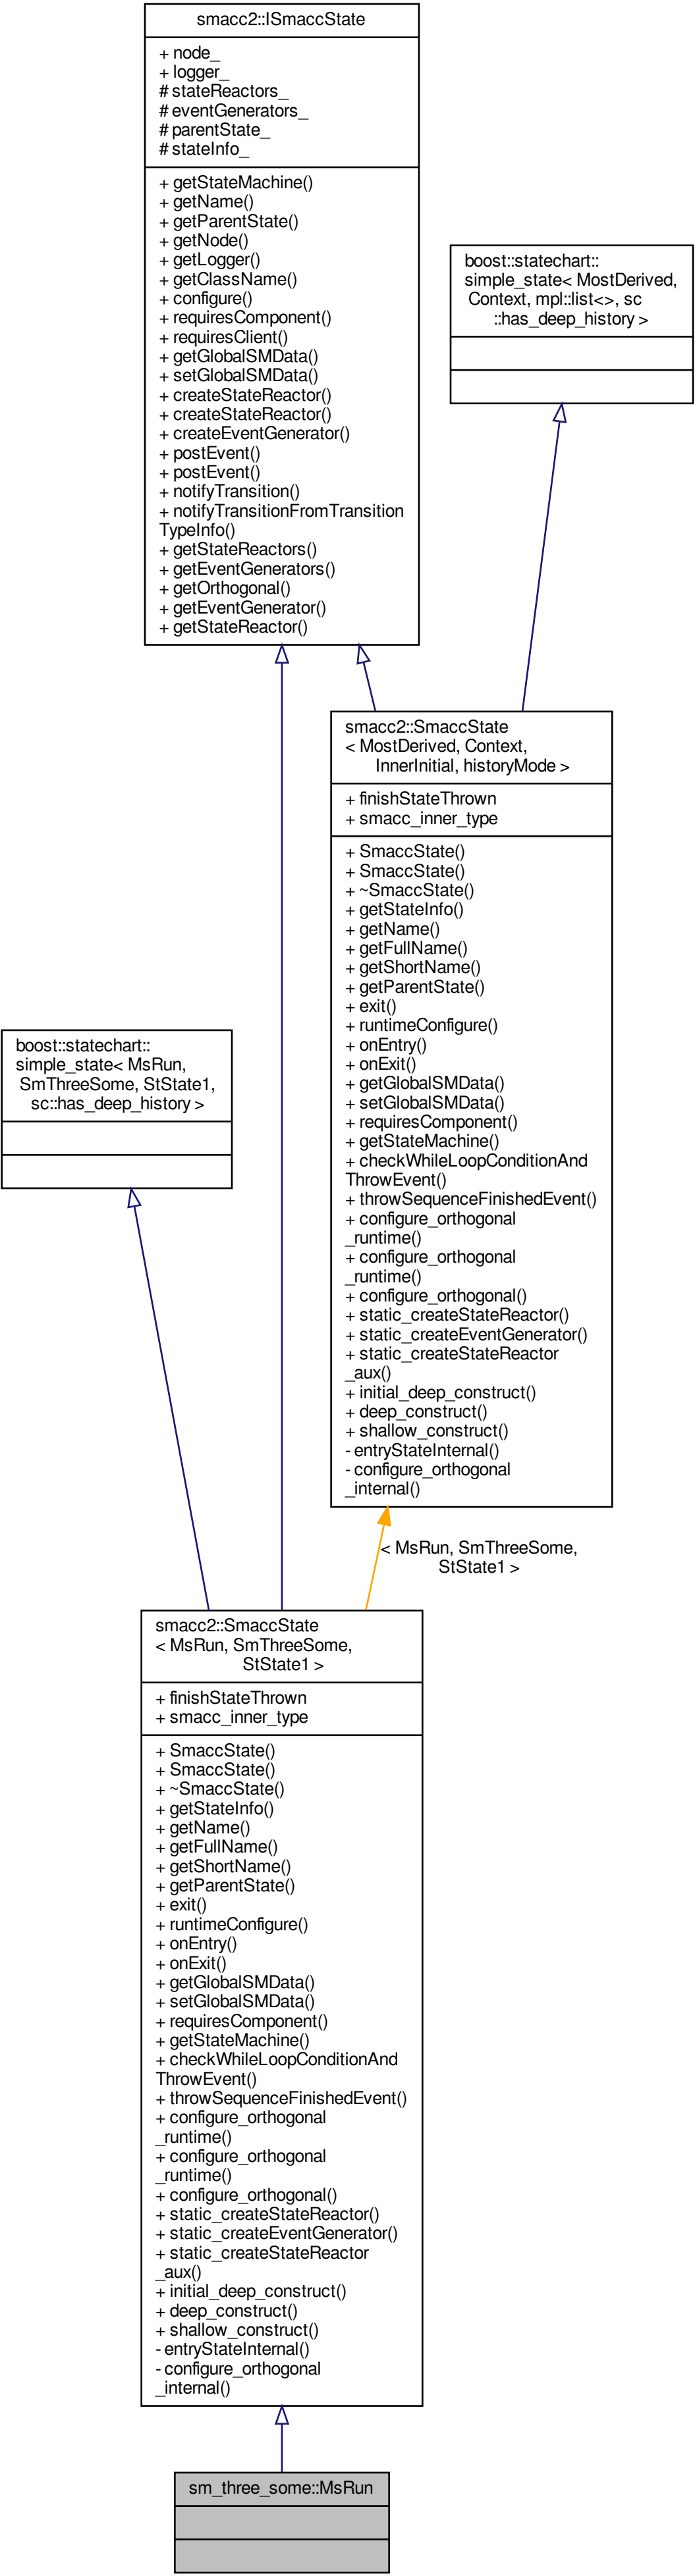 smacc2::ISmaccState
+ node_
+ logger_
# stateReactors_
# eventGenerators_
# parentState_
# stateInfo_
+ getStateMachine()
+ getName()
+ getParentState()
+ getNode()
+ getLogger()
+ getClassName()
+ configure()
+ requiresComponent()
+ requiresClient()
+ getGlobalSMData()
+ setGlobalSMData()
+ createStateReactor()
+ createStateReactor()
+ createEventGenerator()
+ postEvent()
+ postEvent()
+ notifyTransition()
+ notifyTransitionFromTransition
TypeInfo()
+ getStateReactors()
+ getEventGenerators()
+ getOrthogonal()
+ getEventGenerator()
+ getStateReactor()
boost::statechart::
simple_state< MostDerived,
Context, mpl::list<>, sc
::has_deep_history >
smacc2::SmaccState
< MostDerived, Context,
InnerInitial, historyMode >
+ finishStateThrown
+ smacc_inner_type
+ SmaccState()
+ SmaccState()
+ ~SmaccState()
+ getStateInfo()
+ getName()
+ getFullName()
+ getShortName()
+ getParentState()
+ exit()
+ runtimeConfigure()
+ onEntry()
+ onExit()
+ getGlobalSMData()
+ setGlobalSMData()
+ requiresComponent()
+ getStateMachine()
+ checkWhileLoopConditionAnd
ThrowEvent()
+ throwSequenceFinishedEvent()
+ configure_orthogonal
_runtime()
+ configure_orthogonal
_runtime()
+ configure_orthogonal()
+ static_createStateReactor()
+ static_createEventGenerator()
+ static_createStateReactor
_aux()
+ initial_deep_construct()
+ deep_construct()
+ shallow_construct()
- entryStateInternal()
- configure_orthogonal
_internal()
boost::statechart::
simple_state< MsRun,
SmThreeSome, StState1,
sc::has_deep_history >
< MsRun, SmThreeSome,
StState1 >
smacc2::SmaccState
< MsRun, SmThreeSome,
StState1 >
+ finishStateThrown
+ smacc_inner_type
+ SmaccState()
+ SmaccState()
+ ~SmaccState()
+ getStateInfo()
+ getName()
+ getFullName()
+ getShortName()
+ getParentState()
+ exit()
+ runtimeConfigure()
+ onEntry()
+ onExit()
+ getGlobalSMData()
+ setGlobalSMData()
+ requiresComponent()
+ getStateMachine()
+ checkWhileLoopConditionAnd
ThrowEvent()
+ throwSequenceFinishedEvent()
+ configure_orthogonal
_runtime()
+ configure_orthogonal
_runtime()
+ configure_orthogonal()
+ static_createStateReactor()
+ static_createEventGenerator()
+ static_createStateReactor
_aux()
+ initial_deep_construct()
+ deep_construct()
+ shallow_construct()
- entryStateInternal()
- configure_orthogonal
_internal()
sm_three_some::MsRun